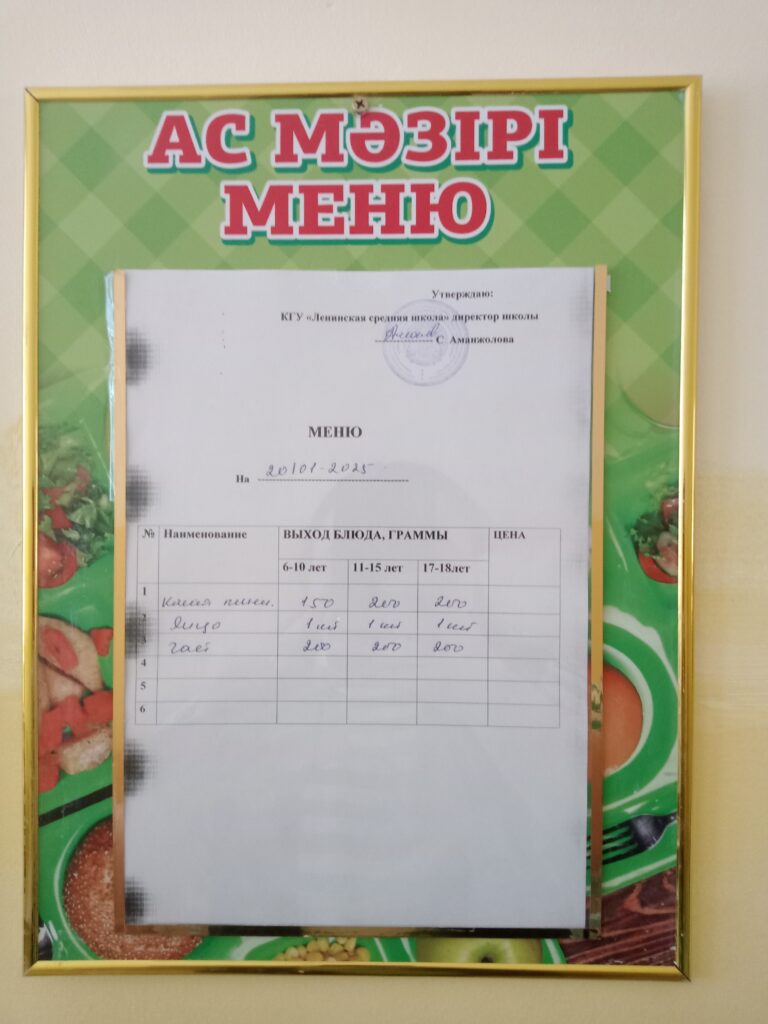 АС МӘЗІРІ
МЕНЮ
Утверждаю:
КГУ «Ленинская средняя школа» директор школы
С Аманжолова
МЕНЮ
На 20/01-2025
№ Наименование ВЫХОД БЛЮДА, ГРАММЫ ЦЕНА
6-10 лет 11-15 лет 17-18лет
1 Каша 150 200 200
2 Яйцо 1 шт 1 шт 1 шт
3 чай 200 200 200
4
5
6